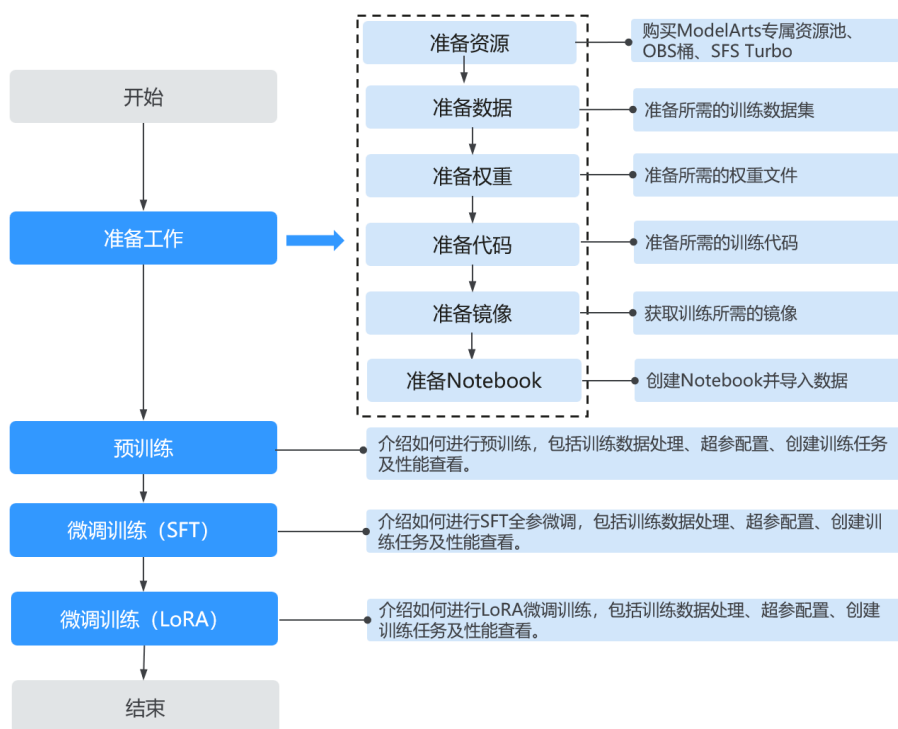 准备资源
购买ModelArts专属资源池、
OBS桶、SFS Turbo
开始
准备数据
准备所需的训练数据集
准备权重
准备所需的权重文件
准备工作
准备代码
准备所需的训练代码
准备镜像
获取训练所需的镜像
准备Notebook
创建Notebook并导入数据
预训练
介绍如何进行预训练，包括训练数据处理、超参配置、创建训练任务
及性能查看。
微调训练（SFT）
介绍如何进行SFT全参微调，包括训练数据处理、超参配置、创建训
练任务及性能查看。
微调训练（LoRA）
介绍如何进行LoRA微调训练，包括训练数据处理、超参配置、创建
训练任务及性能查看。
结束